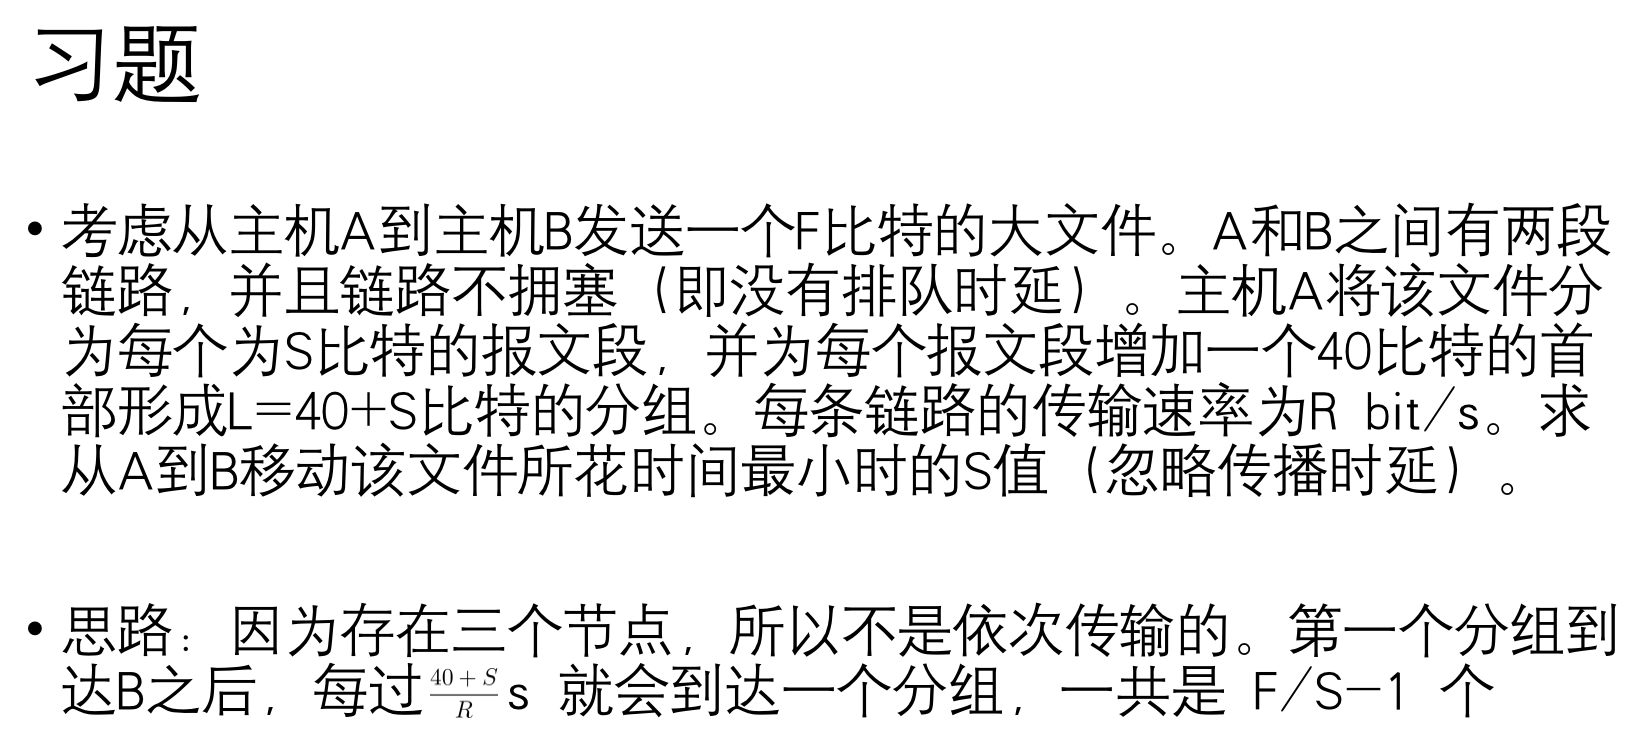 习题
• 考虑从主机A到主机B发送一个F比特的大文件。A和B之间有两段
链路，并且链路不拥塞（即没有排队时延）。主机A将该文件分
为每个为S比特的报文段，并为每个报文段增加一个40比特的首
部形成L=40+S比特的分组。每条链路的传输速率为R bit/s。求
从A到B移动该文件所花时间最小时的S值（忽略传播时延）。
• 思路：因为存在三个节点，所以不是依次传输的。第一个分组到
达B之后，每过 $\frac{40+S}{R}$ s 就会到达一个分组，一共是 F/S-1 个